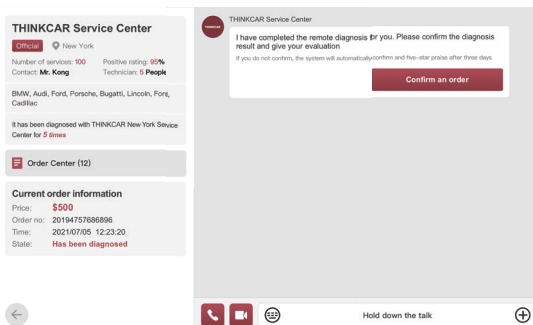 THINKCAR Service Center
Official
New York
Number of services: 100
Positive rating: 95%
Contact: Mr. Kong
Technician: 5 People
BMW, Audi, Ford, Porsche, Bugatti, Lincoln, Ford,
Cadillac
It has been diagnosed with THINKCAR New York Service
Center for 5 times
Order Center (12)
Current order information
Price: $500
Order no: 20194757686896
Time: 2021/07/05 12:23:20
State: Has been diagnosed
THINKCAR
THINKCAR Service Center
I have completed the remote diagnosis for you. Please confirm the diagnosis
result and give your evaluation
If you do not confirm, the system will automatically confirm and five-star praise after three days
Confirm an order
Hold down the talk